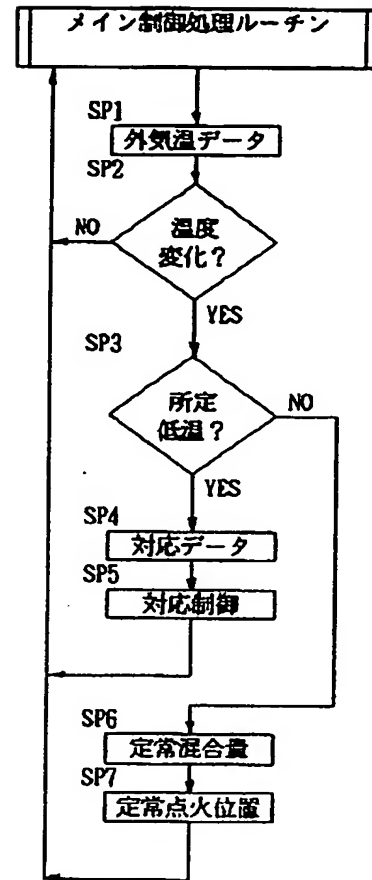 メイン制御処理ルーチン
SP1
外気温データ
SP2
温度
変化？
NO
YES
SP3
所定
低温？
NO
YES
SP4
対応データ
SP5
対応制御
SP6
定常混合量
SP7
定常点火位置